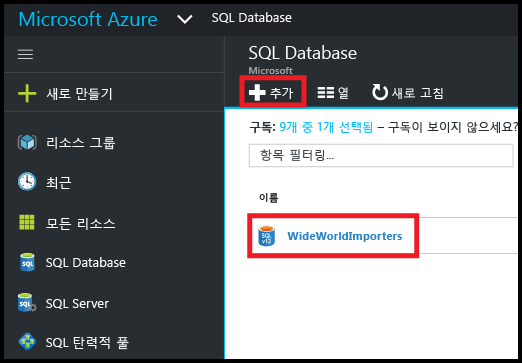 Microsoft Azure SQL Database
SQL Database
Microsoft
추가 열 새로 고침
구독: 9개 중 1개 선택됨 – 구독이 보이지 않으세요?
항목 필터링...
이름
SQL v12 WideWorldImporters
새로 만들기
리소스 그룹
최근
모든 리소스
SQL SQL Database
SQL SQL Server
SQL 탄력적 풀